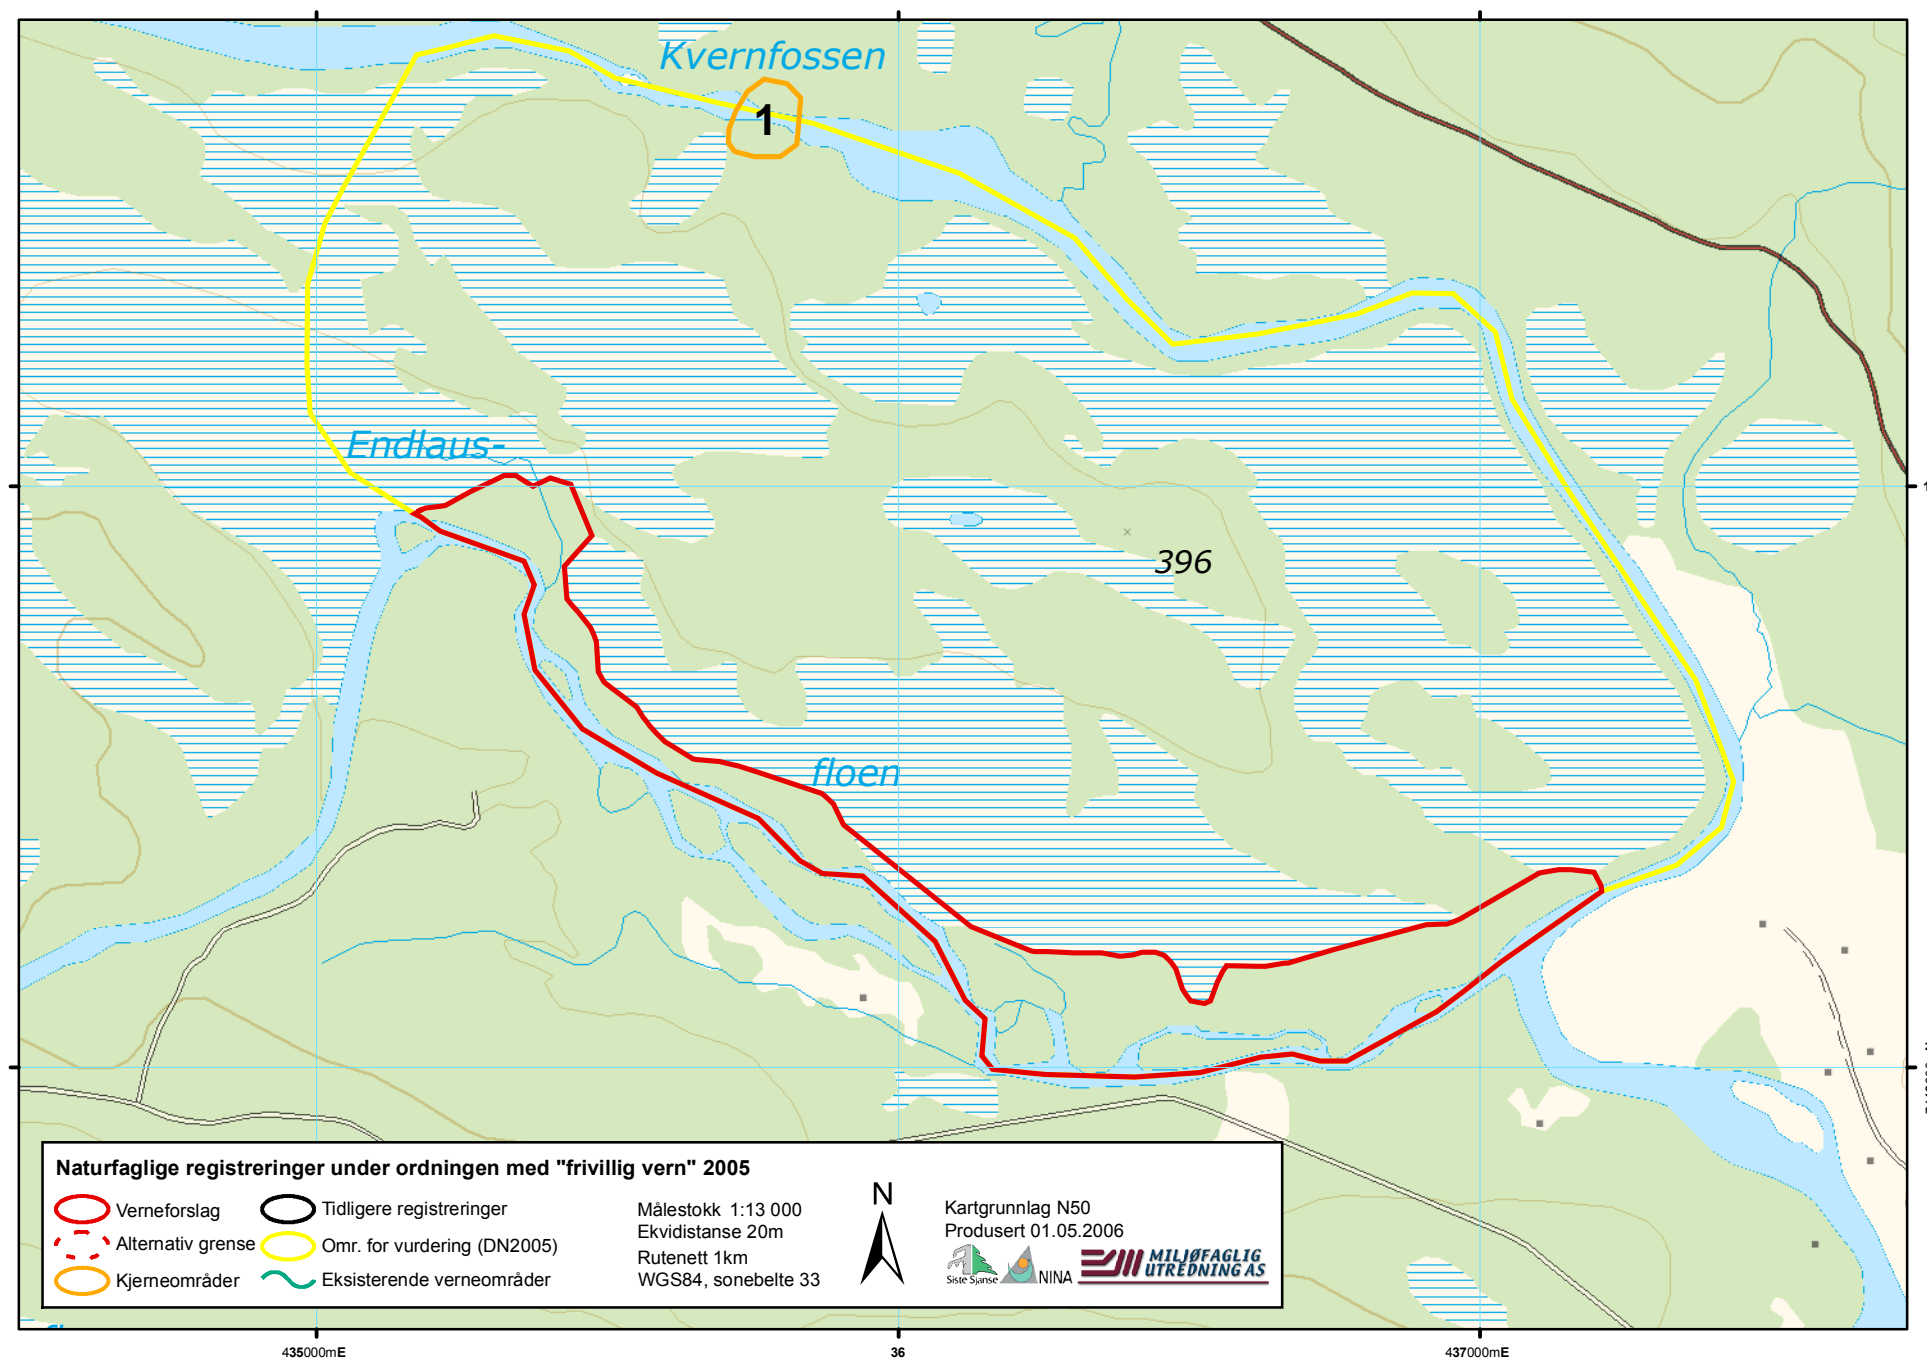 Kvernfossen
1
Endlaus-
396
floen
Naturfaglige registreringer under ordningen med "frivillig vern" 2005
Verneforslag
Tidligere registreringer
Alternativ grense
Omr. for vurdering (DN2005)
Kjerneområder
Eksisterende verneområder
Målestokk 1:13 000
Ekvidistanse 20m
Rutenett 1km
WGS84, sonebelte 33
N
Kartgrunnlag N50
Produsert 01.05.2006
Siste Sjanse
NINA
MILJØFAGLIG
UTREDNING AS
435000mE
36
437000mE